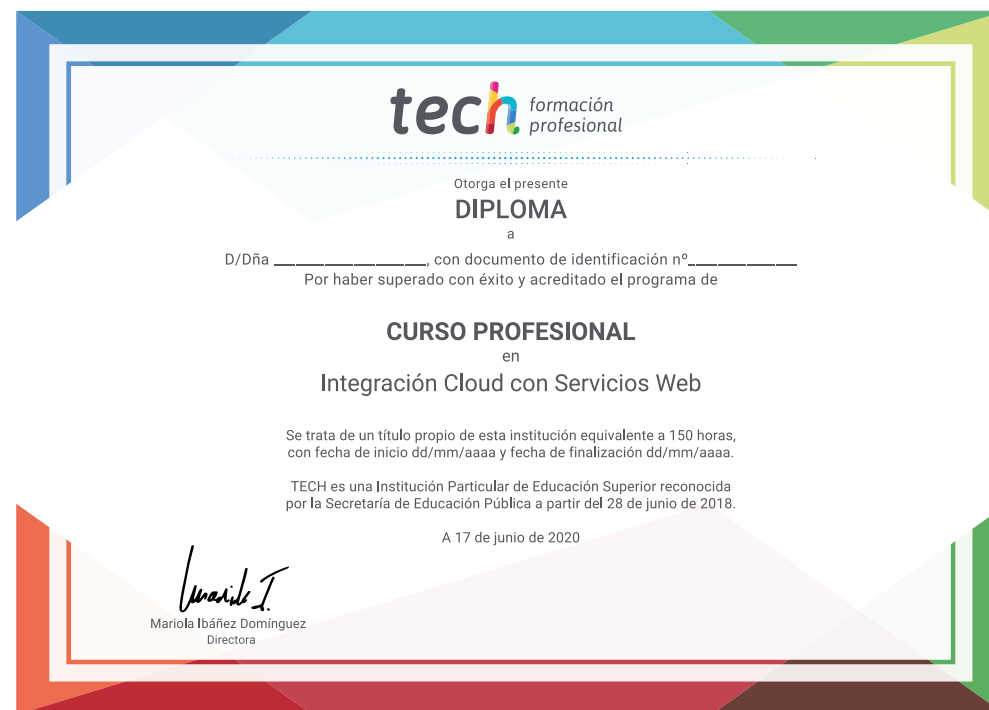 tech formación
profesional
Otorga el presente
DIPLOMA
a
D/Dña ______________, con documento de identificación nº__________
Por haber superado con éxito y acreditado el programa de
CURSO PROFESIONAL
en
Integración Cloud con Servicios Web
Se trata de un título propio de esta institución equivalente a 150 horas,
con fecha de inicio dd/mm/aaaa y fecha de finalización dd/mm/aaaa.
TECH es una Institución Particular de Educación Superior reconocida
por la Secretaría de Educación Pública a partir del 28 de junio de 2018.
A 17 de junio de 2020
Mariola Ibáñez Domínguez
Directora